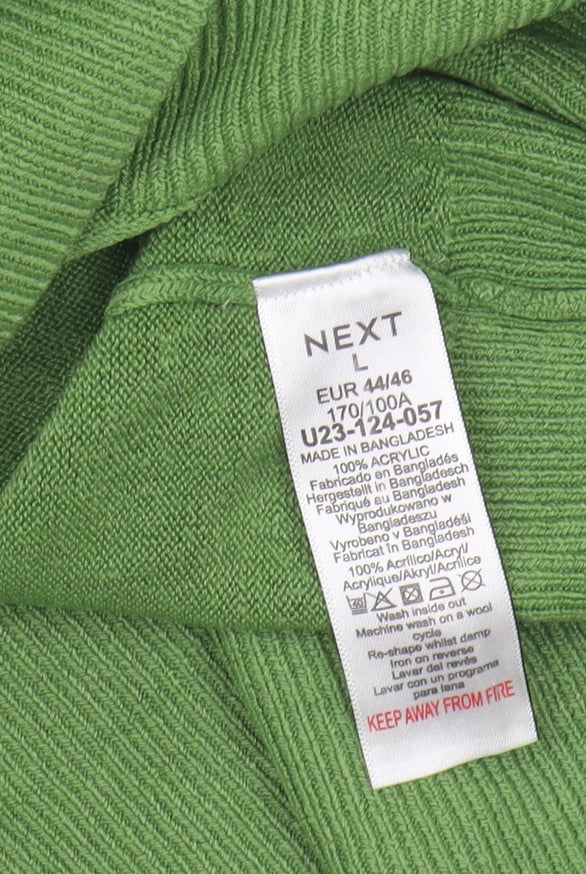 NEXT
L
EUR 44/46
170/100A
U23-124-057
MADE IN BANGLADESH
100% ACRYLIC
Fabricado en Bangladés
Hergestellt in Bangladesch
Fabriqué au Bangladesh
Wyprodukowano w
Bangladeszu
Vyrobeno v Bangladéši
Fabricat în Bangladesh
100% Acrílico/Acryl/
Acrylique/Akryl/Acrilice
40
Wash inside out
Machine wash on a wool
cycle
Re-shape whilst damp
Iron on reverse
Lavar del revés
Lavar con un programa
para lana
KEEP AWAY FROM FIRE